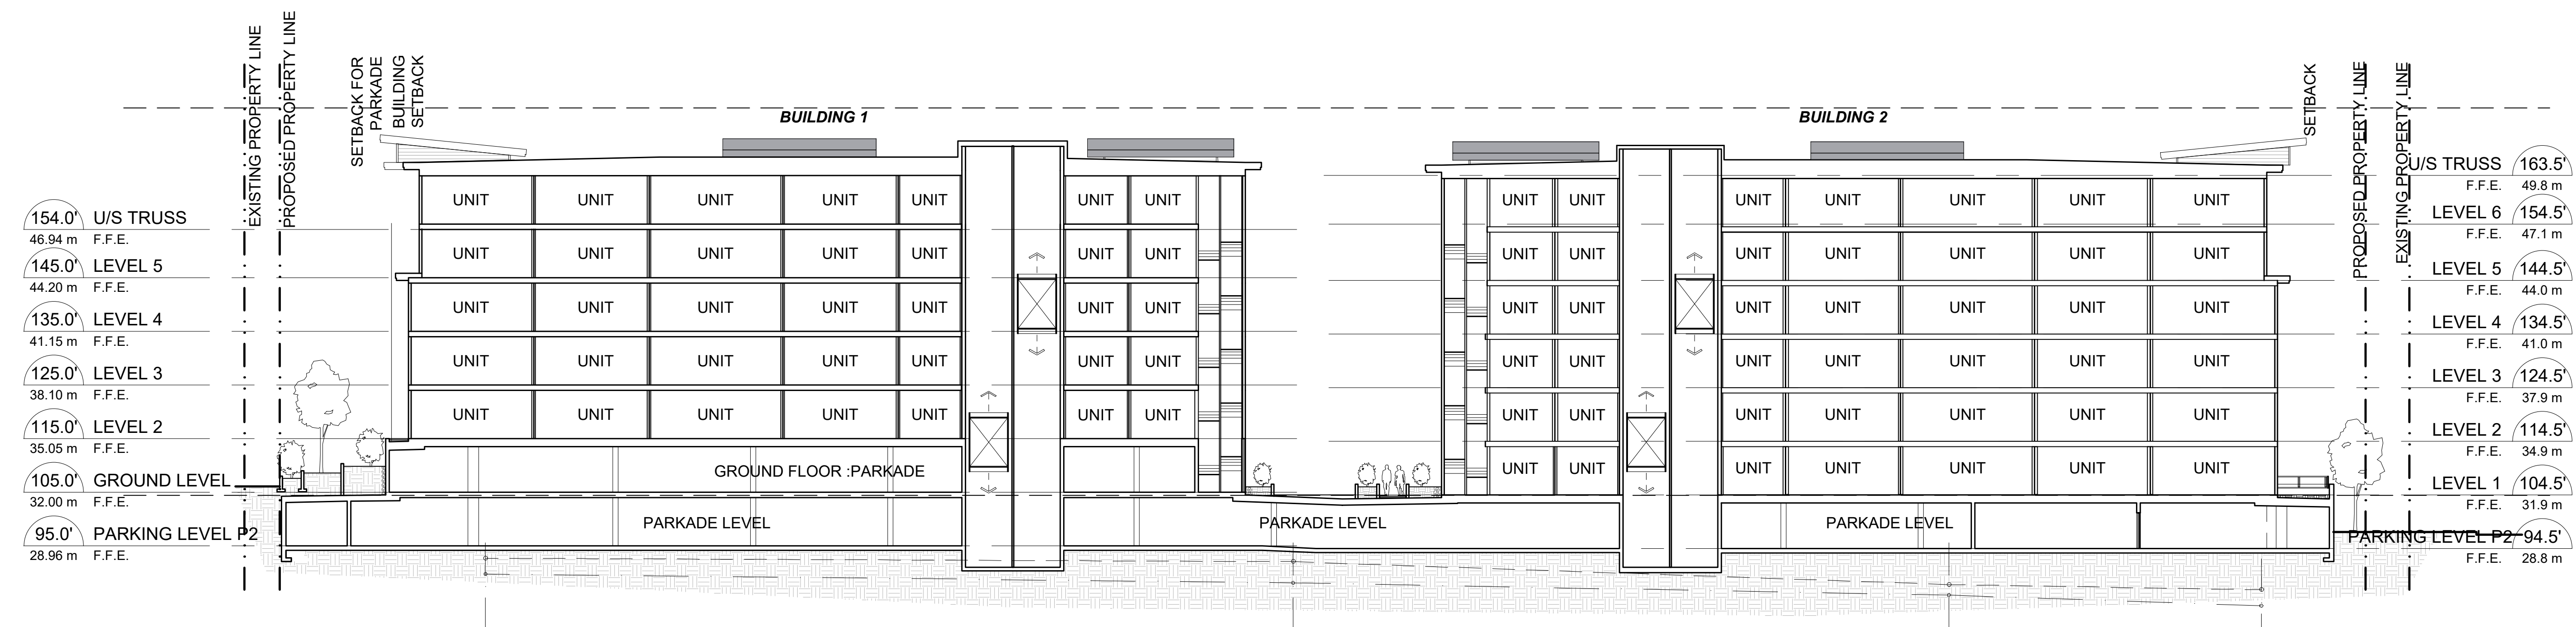 EXISTING PROPERTY LINE
PROPOSED PROPERTY LINE
SETBACK FOR
PARKADE
BUILDING
SETBACK
BUILDING 1
BUILDING 2
SETBACK
PROPOSED PROPERTY LINE
EXISTING PROPERTY LINE
154.0' U/S TRUSS
46.94 m F.F.E.
145.0' LEVEL 5
44.20 m F.F.E.
135.0' LEVEL 4
41.15 m F.F.E.
125.0' LEVEL 3
38.10 m F.F.E.
115.0' LEVEL 2
35.05 m F.F.E.
105.0' GROUND LEVEL
32.00 m F.F.E.
95.0' PARKING LEVEL P2
28.96 m F.F.E.
UNIT UNIT UNIT UNIT UNIT UNIT UNIT
UNIT UNIT UNIT UNIT UNIT UNIT UNIT
UNIT UNIT UNIT UNIT UNIT UNIT UNIT
UNIT UNIT UNIT UNIT UNIT UNIT UNIT
UNIT UNIT UNIT UNIT UNIT UNIT UNIT
GROUND FLOOR :PARKADE
PARKADE LEVEL
PARKADE LEVEL
UNIT UNIT UNIT UNIT UNIT UNIT UNIT
UNIT UNIT UNIT UNIT UNIT UNIT UNIT
UNIT UNIT UNIT UNIT UNIT UNIT UNIT
UNIT UNIT UNIT UNIT UNIT UNIT UNIT
UNIT UNIT UNIT UNIT UNIT UNIT UNIT
UNIT UNIT UNIT UNIT UNIT UNIT UNIT
PARKADE LEVEL
U/S TRUSS 163.5'
F.F.E. 49.8 m
LEVEL 6 154.5'
F.F.E. 47.1 m
LEVEL 5 144.5'
F.F.E. 44.0 m
LEVEL 4 134.5'
F.F.E. 41.0 m
LEVEL 3 124.5'
F.F.E. 37.9 m
LEVEL 2 114.5'
F.F.E. 34.9 m
LEVEL 1 104.5'
F.F.E. 31.9 m
PARKING LEVEL P2 94.5'
F.F.E. 28.8 m